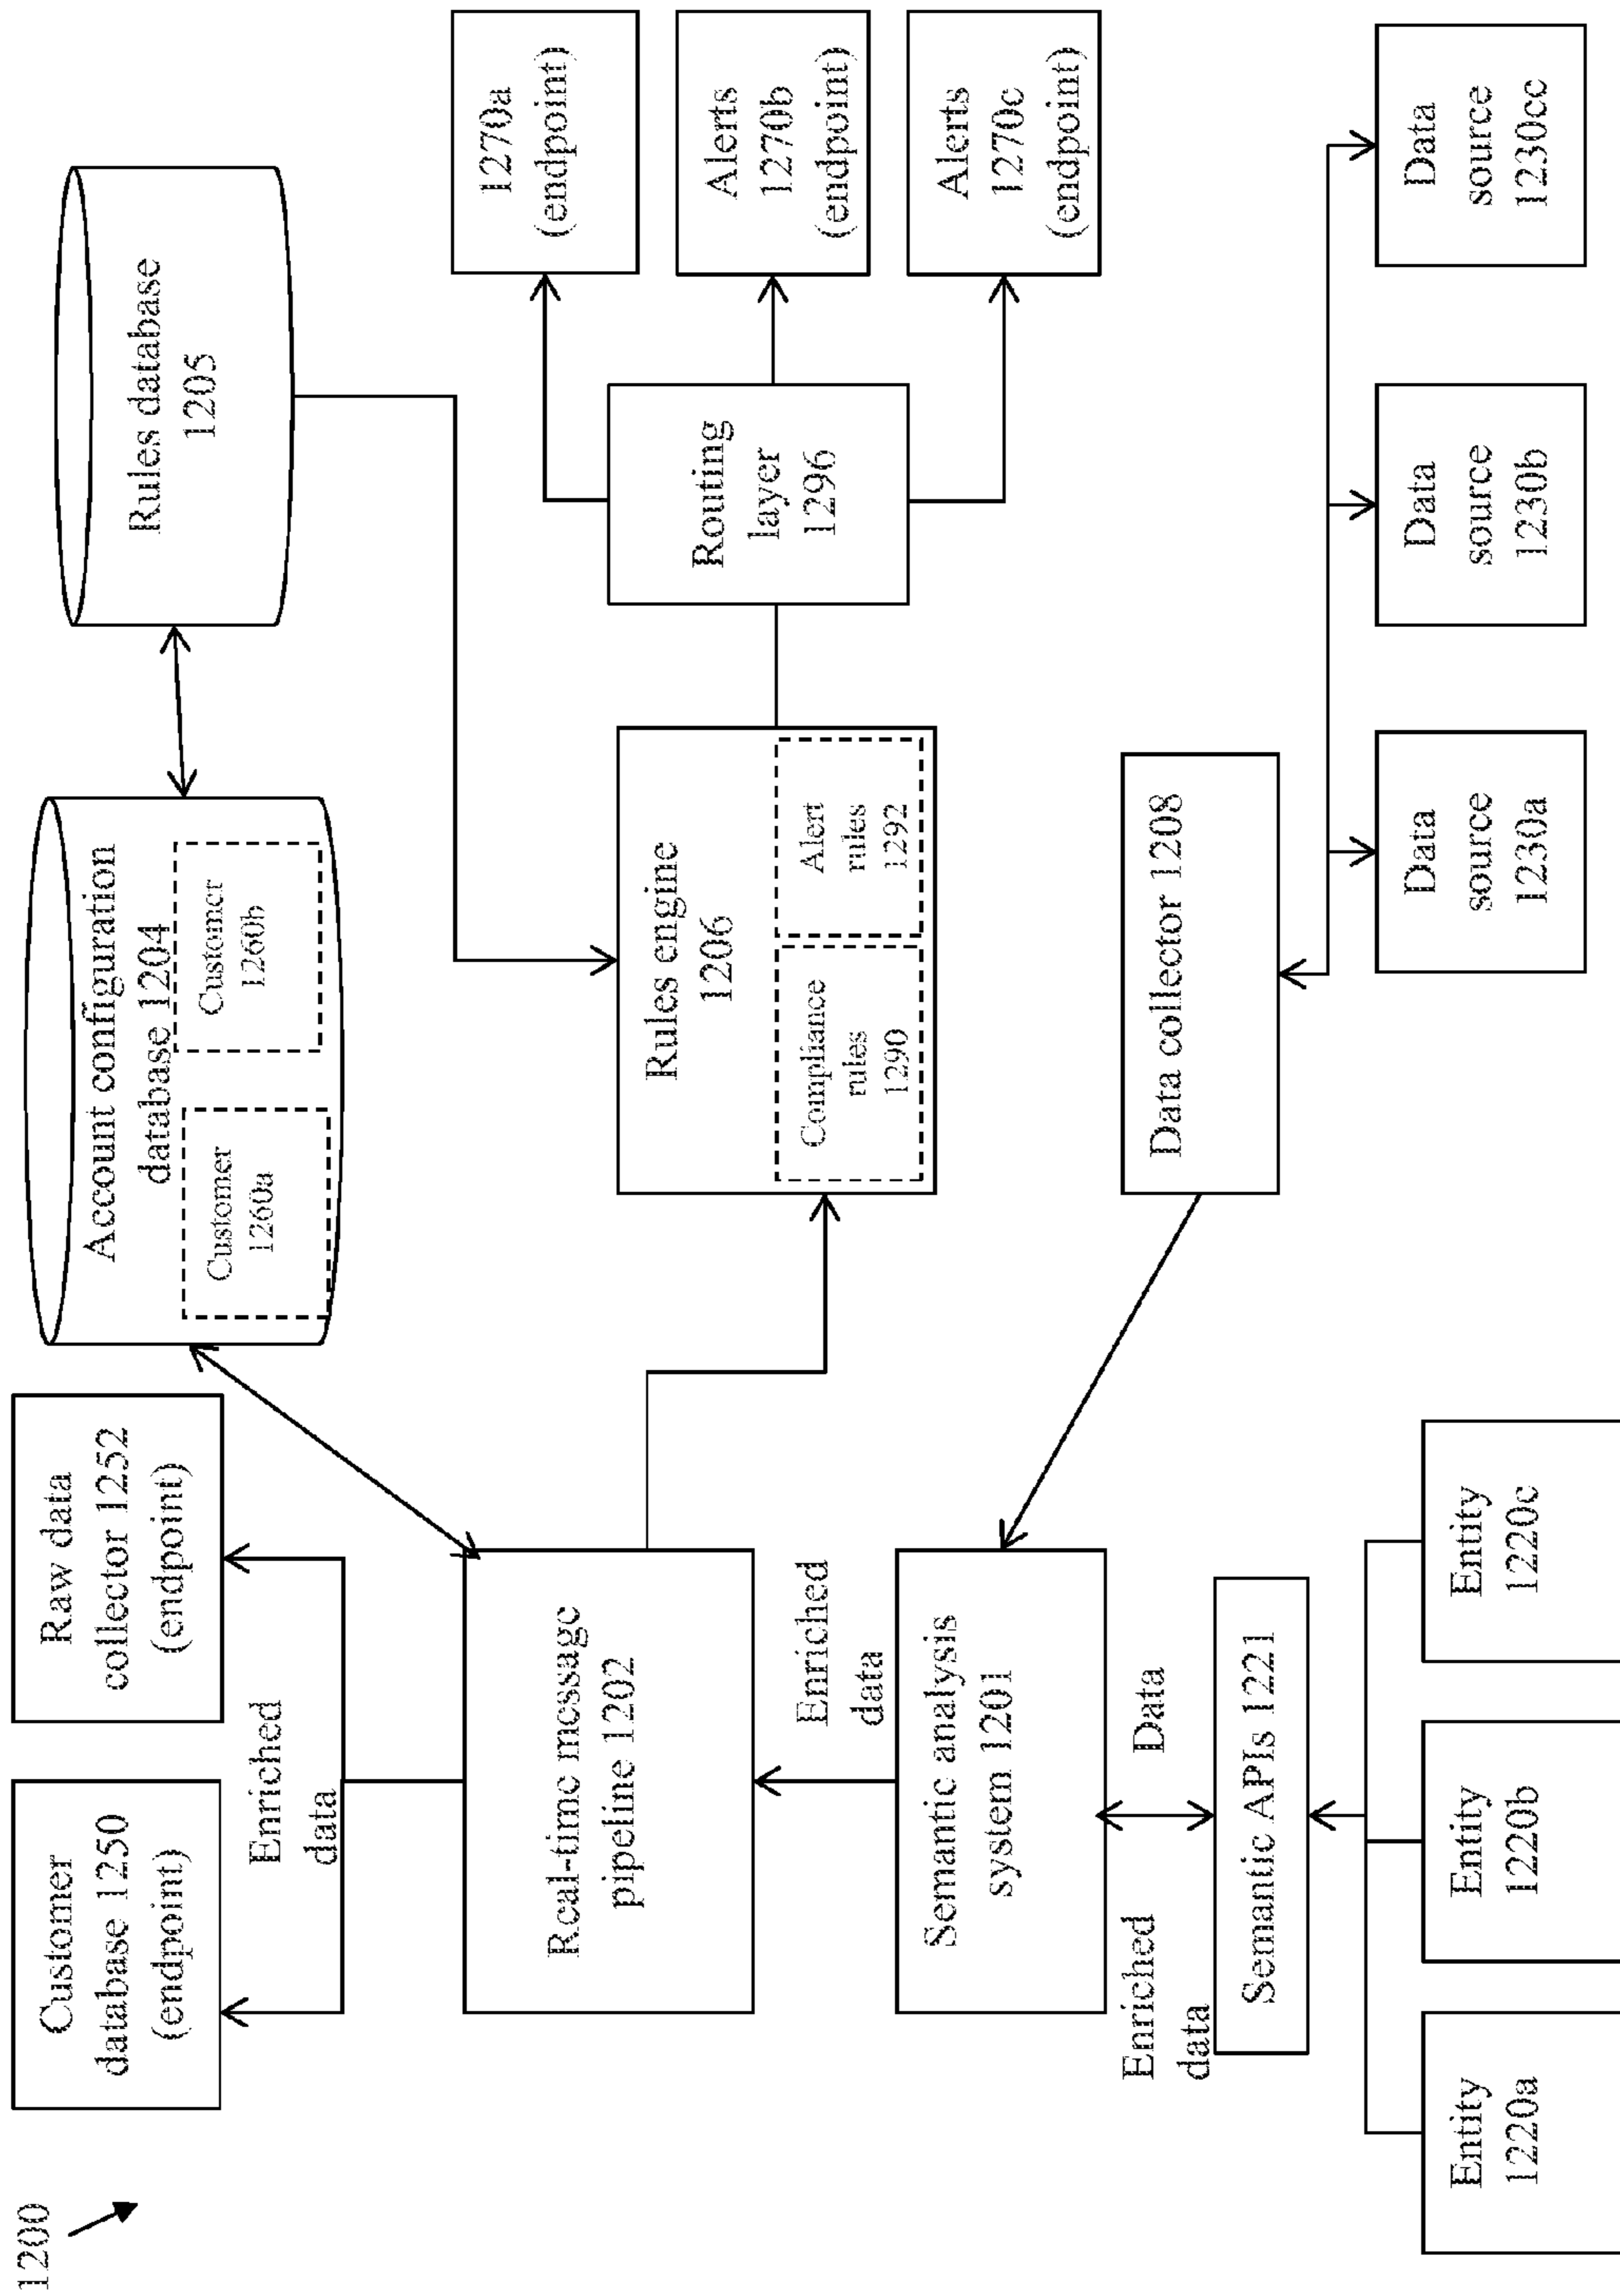 1200
Customer
database 1250
(endpoint)
Raw data
collector 1252
(endpoint)
Enriched
data
Account configuration
database 1204
Customer
1260a
Customer
1260b
Rules database
1205
Real-time message
pipeline 1202
Rules engine
1206
Compliance
rules
1290
Alert
rules
1292
Routing
layer
1296
1270a
(endpoint)
Alerts
1270b
(endpoint)
Alerts
1270c
(endpoint)
Enriched
data
Semantic analysis
system 1201
Enriched
data
Data
Semantic APIs 1221
Entity
1220a
Entity
1220b
Entity
1220c
Data collector 1208
Data
source
1230a
Data
source
1230b
Data
source
1230cc